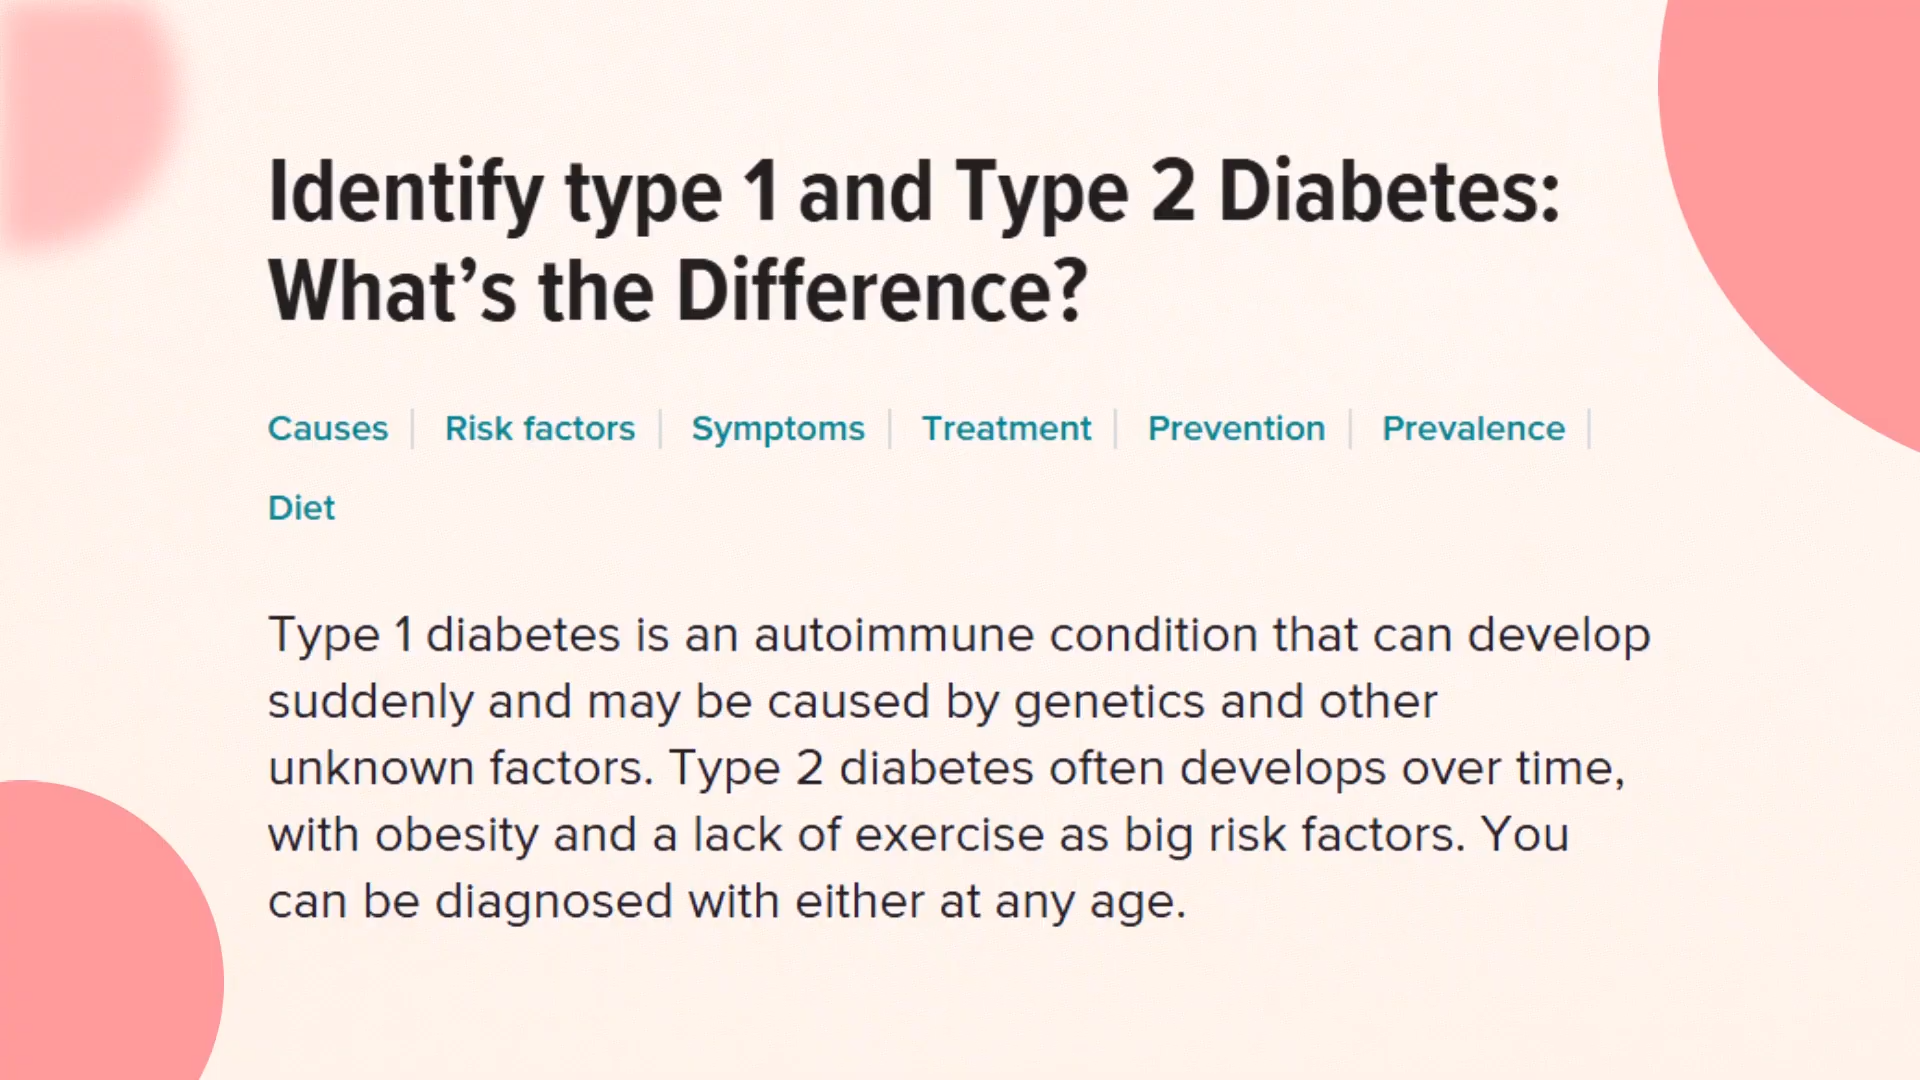 Identify type 1 and Type 2 Diabetes:
What’s the Difference?
Causes | Risk factors | Symptoms | Treatment | Prevention | Prevalence |
Diet
Type 1 diabetes is an autoimmune condition that can develop
suddenly and may be caused by genetics and other
unknown factors. Type 2 diabetes often develops over time,
with obesity and a lack of exercise as big risk factors. You
can be diagnosed with either at any age.